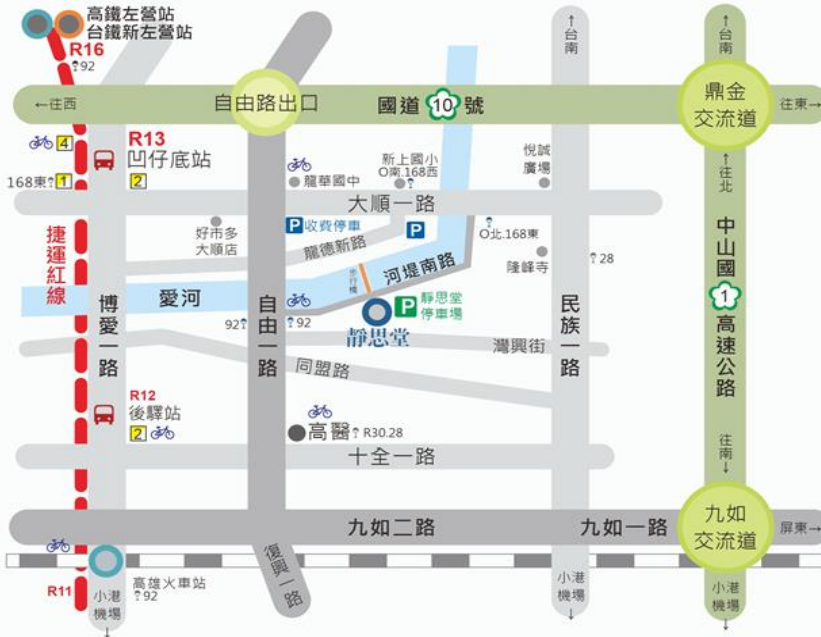 高鐵左營站
台鐵新左營站
R16
92
↑台南
↑台南
←往西
自由路出口
國道 10 號
鼎金
交流道
往東→
4
R13
凹仔底站
168東
1
2
龍華國中
新上國小
O南.168西
悅誠
廣場
↑往北
大順一路
好市多
大順店
P 收費停車
P
龍德新路
O北.168東
隆峰寺
28
捷運紅線
中山國 1 高速公路
步行橋
河堤南路
愛河
博愛一路
自由一路
民族一路
P
靜思堂
停車場
靜思堂
92
92
灣興街
同盟路
R12
後驛站
2
高醫
R30.28
十全一路
往南↓
九如二路
九如一路
九如
交流道
屏東→
復興一路
R11
小港
機場
↓
高雄火車站
92
小港
機場
↓
小港
機場
↓